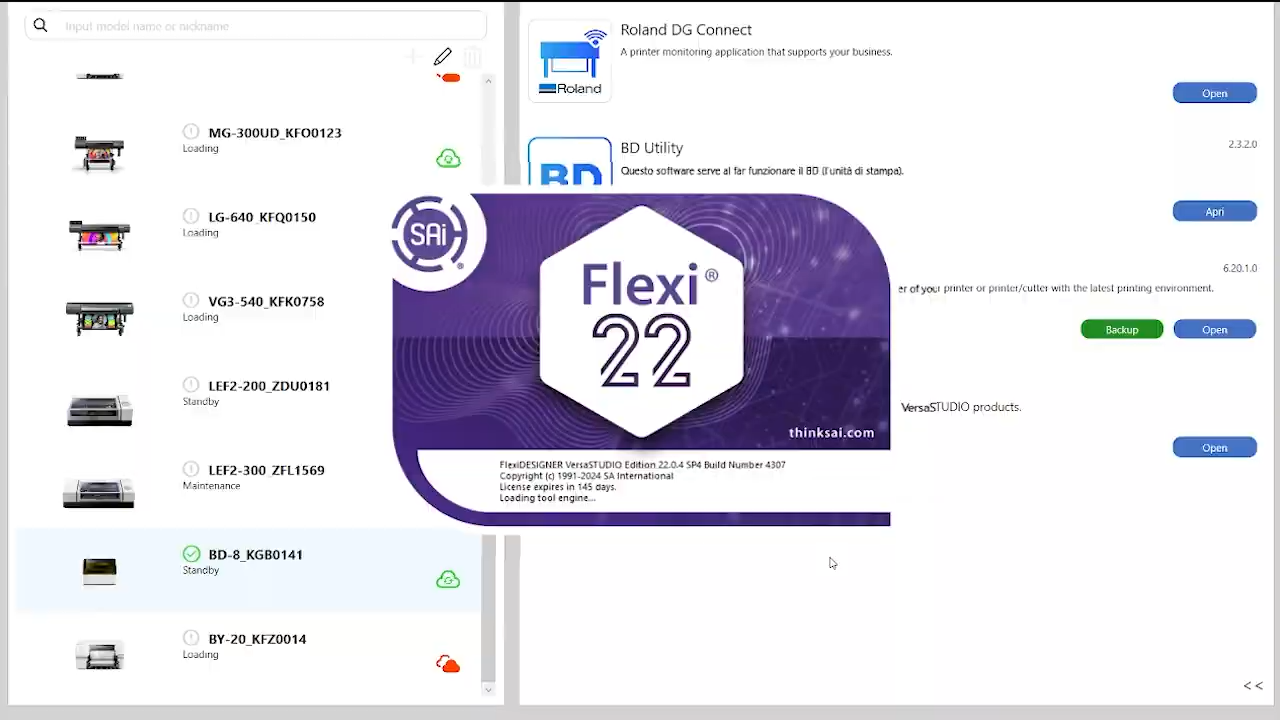 Input model name or nickname
MG-300UD_KFO0123
Loading
LG-640_KFQ0150
Loading
VG3-540_KFK0758
Loading
LEF2-200_ZDU0181
Standby
LEF2-300_ZFL1569
Maintenance
BD-8_KGB0141
Standby
BY-20_KFZ0014
Loading
Roland DG Connect
A printer monitoring application that supports your business.
Roland
Open
BD Utility
2.3.2.0
Questo software serve al far funzionare il BD (l'unità di stampa).
BD
Apri
6.20.1.0
er of your printer or printer/cutter with the latest printing environment.
Backup
Open
VersaSTUDIO products.
Open
SAi
Flexi®
22
thinksai.com
FlexiDESIGNER VersaSTUDIO Edition 22.0.4 SP4 Build Number 4307
Copyright (c) 1991-2024 SA International
License expires in 145 days.
Loading tool engine...
<<